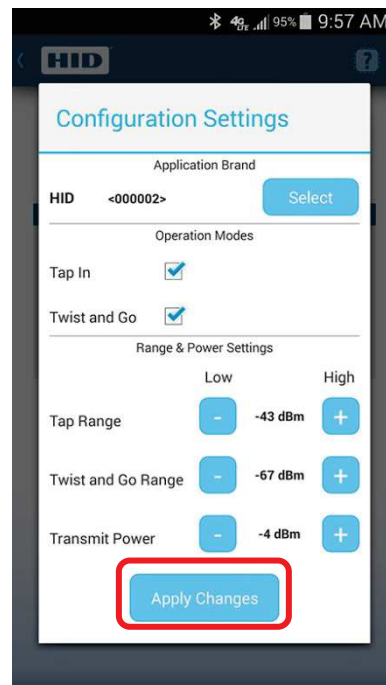 4G LTE 95% 9:57 AM
HID ?
Configuration Settings
Application Brand
HID <000002> Select
Operation Modes
Tap In
Twist and Go
Range & Power Settings
Low High
Tap Range - -43 dBm +
Twist and Go Range - -67 dBm +
Transmit Power - -4 dBm +
Apply Changes